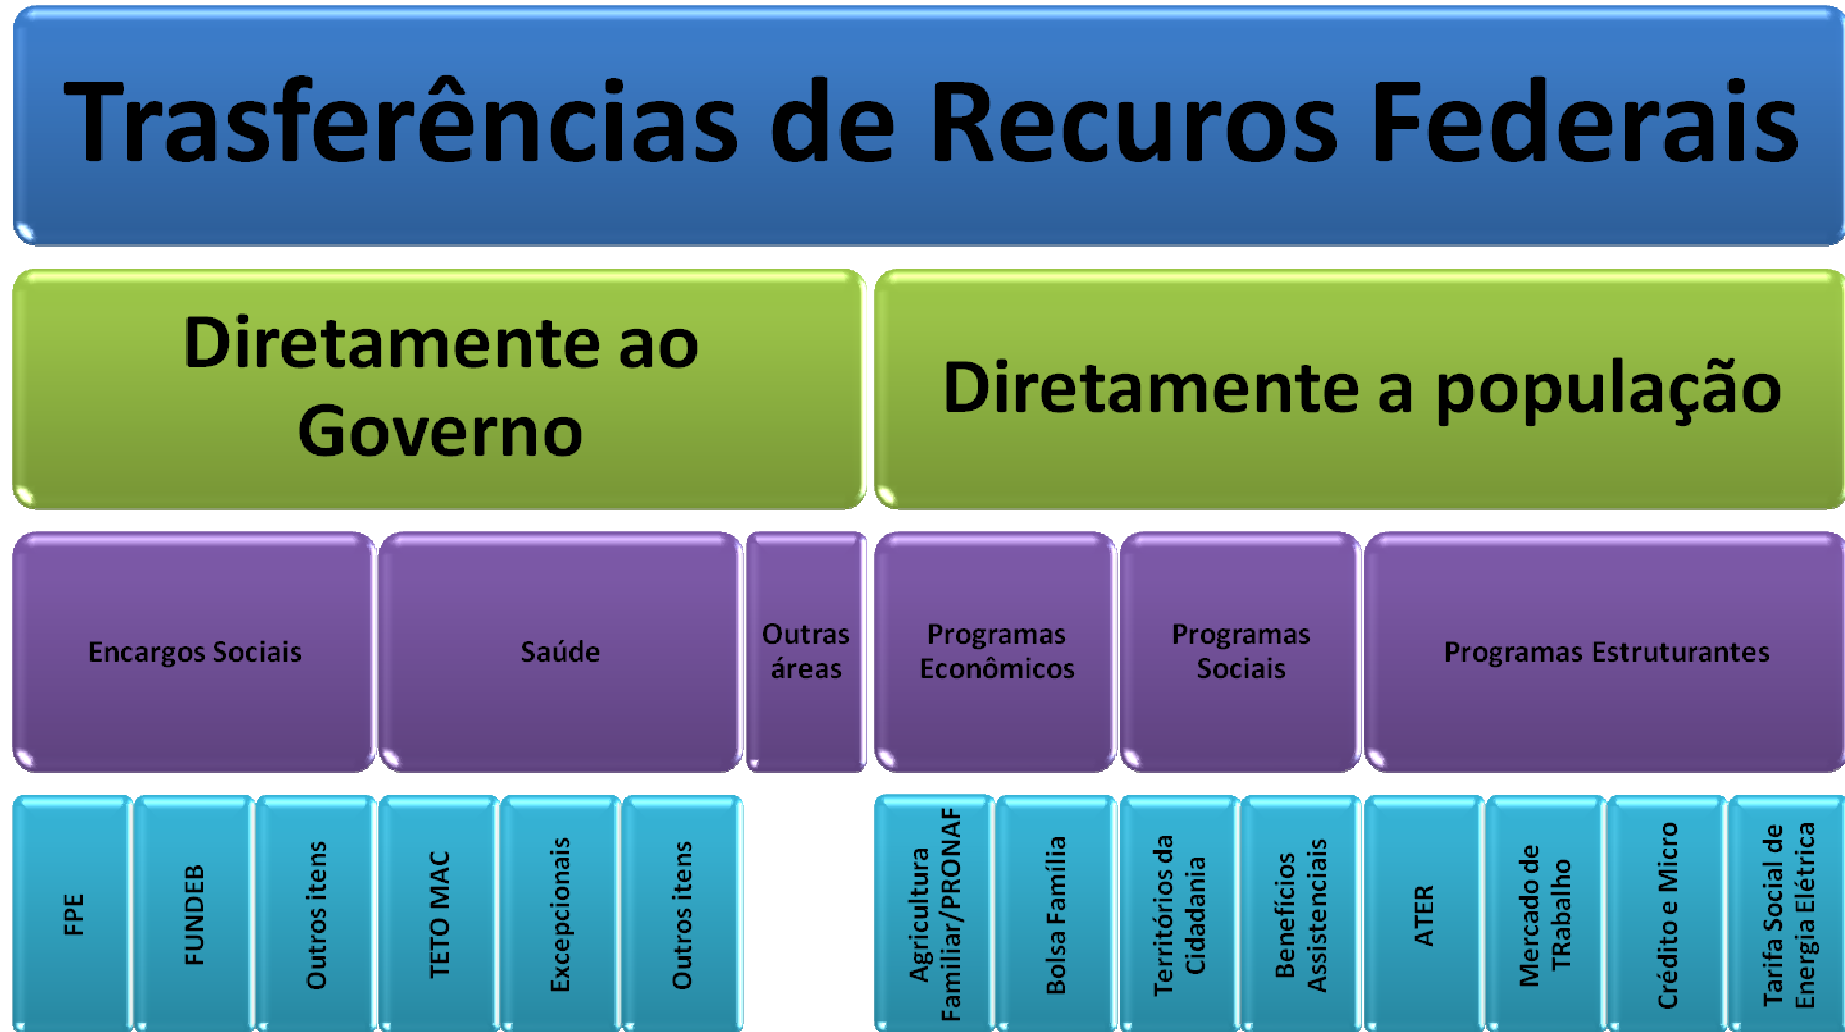 Trasferências de Recuros Federais
Diretamente ao
Governo
Diretamente a população
Encargos Sociais
Saúde
Outras
áreas
Programas
Econômicos
Programas
Sociais
Programas Estruturantes
FPE
FUNDEB
Outros itens
TETO MAC
Excepcionais
Outros itens
Agricultura
Familiar/PRONAF
Bolsa Família
Territórios da
Cidadania
Benefícios
Assistenciais
ATER
Mercado de
TRabalho
Crédito e Micro
Tarifa Social de
Energia Elétrica